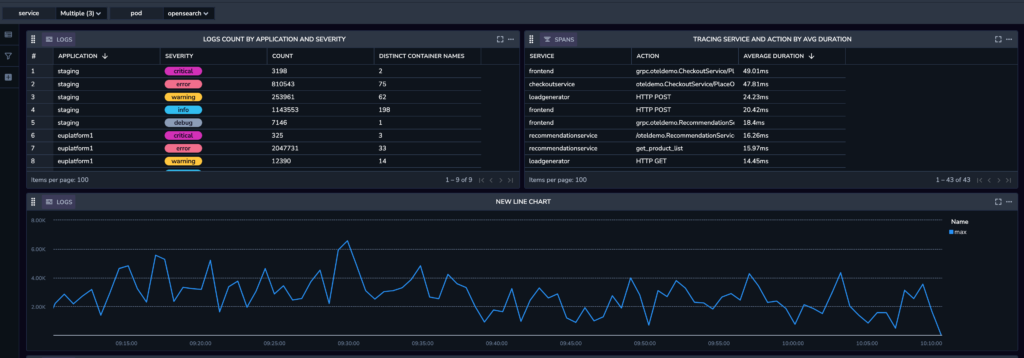 service Multiple (3) pod opensearch
LOGS LOGS COUNT BY APPLICATION AND SEVERITY
# APPLICATION SEVERITY COUNT DISTINCT CONTAINER NAMES
1 staging critical 3198 2
2 staging error 810543 75
3 staging warning 253961 62
4 staging info 1143553 198
5 staging debug 7146 1
6 euplatform1 critical 325 3
7 euplatform1 error 2047731 33
8 euplatform1 warning 12390 14
Items per page: 100 1 – 9 of 9
SPANS TRACING SERVICE AND ACTION BY AVG DURATION
SERVICE ACTION AVERAGE DURATION
frontend grpc.oteldemo.CheckoutService/Pl 49.01ms
checkoutservice oteldemo.CheckoutService/PlaceO 47.81ms
loadgenerator HTTP POST 24.23ms
frontend HTTP POST 20.42ms
frontend grpc.oteldemo.RecommendationSe 18.4ms
recommendationservice /oteldemo.RecommendationServic 16.26ms
recommendationservice get_product_list 15.97ms
loadgenerator HTTP GET 14.45ms
Items per page: 100 1 – 43 of 43
LOGS NEW LINE CHART
8.00K
6.00K
4.00K
2.00K
09:15:00 09:20:00 09:25:00 09:30:00 09:35:00 09:40:00 09:45:00 09:50:00 09:55:00 10:00:00 10:05:00 10:10:00
Name
max